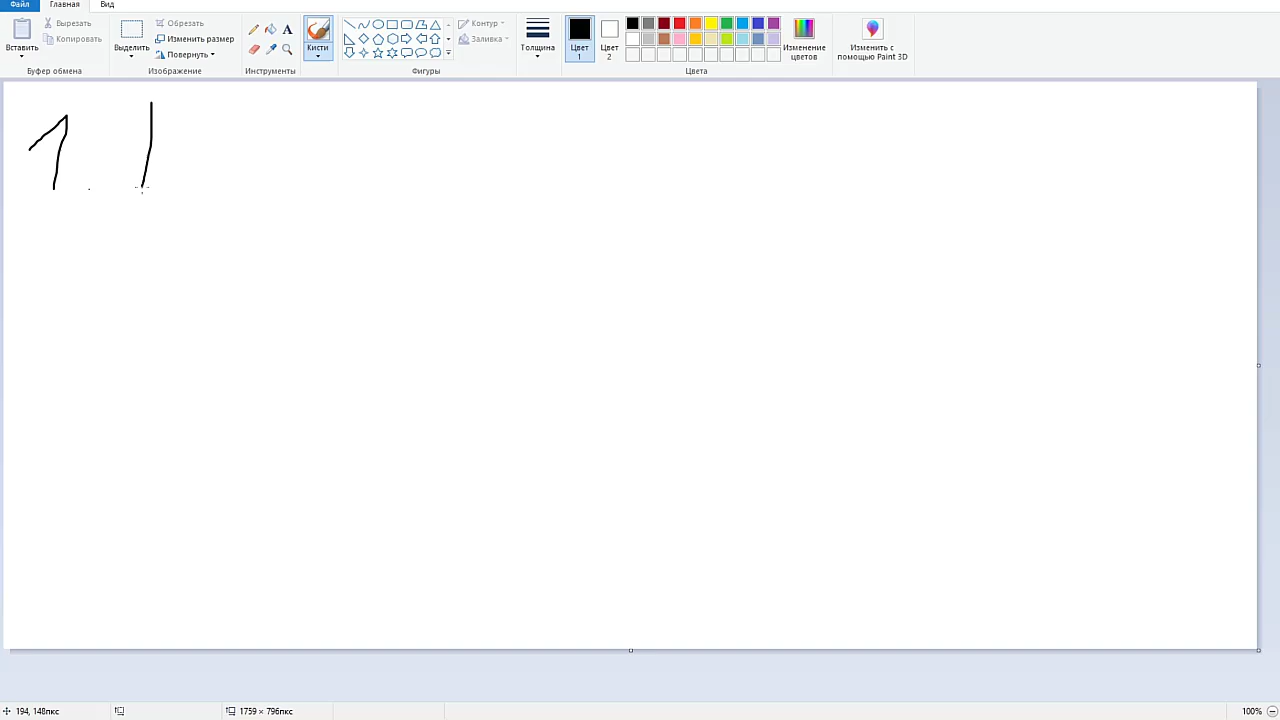 Файл Главная Вид
Вставить
Вырезать
Копировать
Буфер обмена
Выделить
Обрезать
Изменить размер
Повернуть
Изображение
A
Инструменты
Кисти
Контур
Заливка
Фигуры
Толщина
Цвет 1
Цвет 2
Изменение цветов
Цвета
Изменить с помощью Paint 3D
1
194, 148пкс
1759 × 796пкс
100%